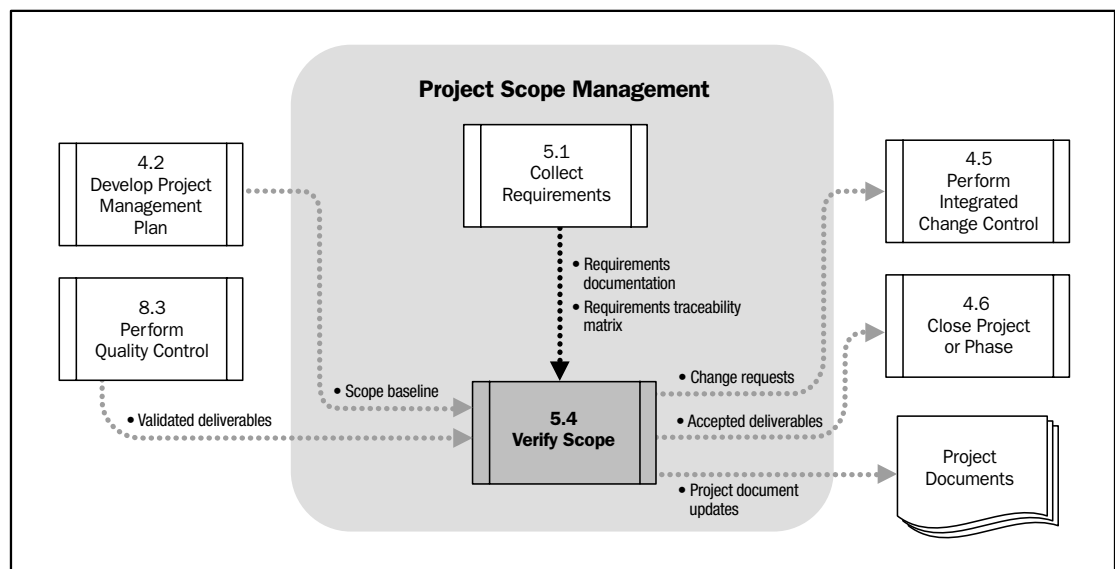 Project Scope Management
4.2
Develop Project
Management
Plan
5.1
Collect
Requirements
4.5
Perform
Integrated
Change Control
8.3
Perform
Quality Control
• Requirements
documentation
• Requirements traceability
matrix
4.6
Close Project
or Phase
• Scope baseline
• Validated deliverables
5.4
Verify Scope
• Change requests
• Accepted deliverables
• Project document
updates
Project
Documents